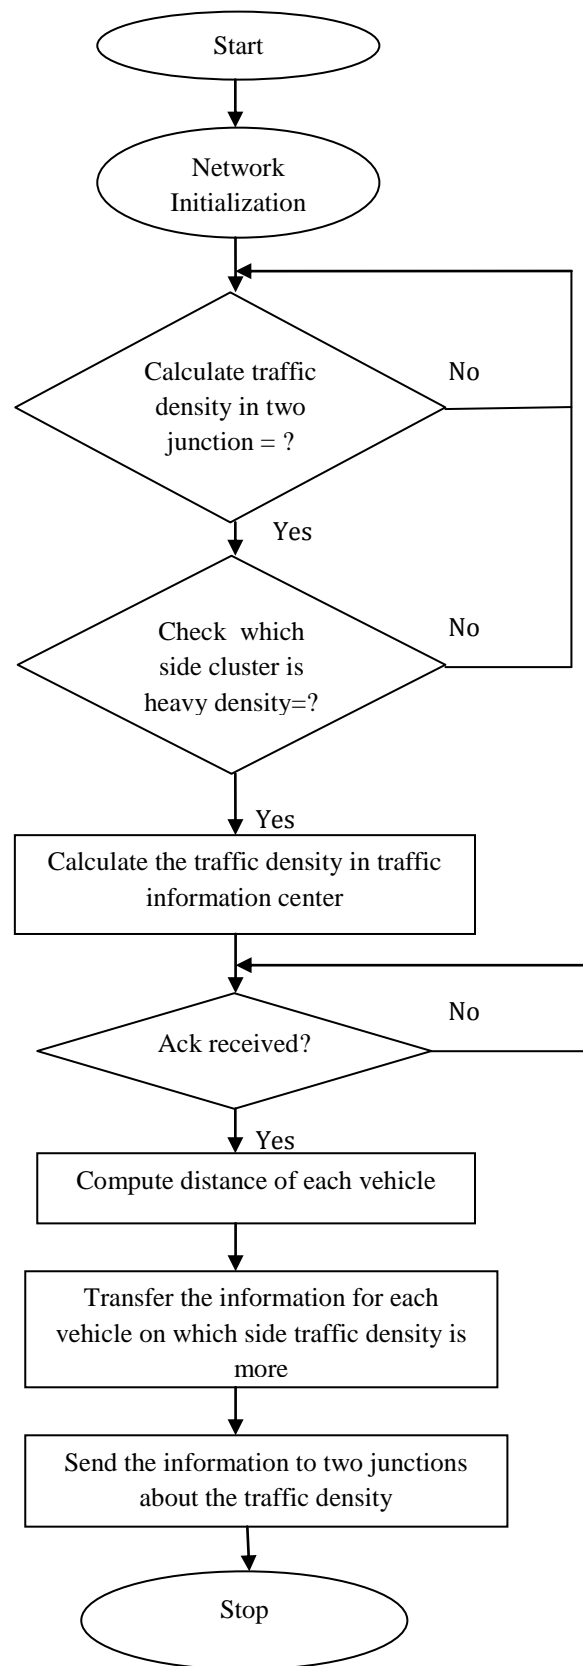 Start
Network
Initialization
Calculate traffic
density in two
junction = ?
No
Yes
Check which
side cluster is
heavy density=?
No
Yes
Calculate the traffic density in traffic
information center
Ack received?
No
Yes
Compute distance of each vehicle
Transfer the information for each
vehicle on which side traffic density is
more
Send the information to two junctions
about the traffic density
Stop